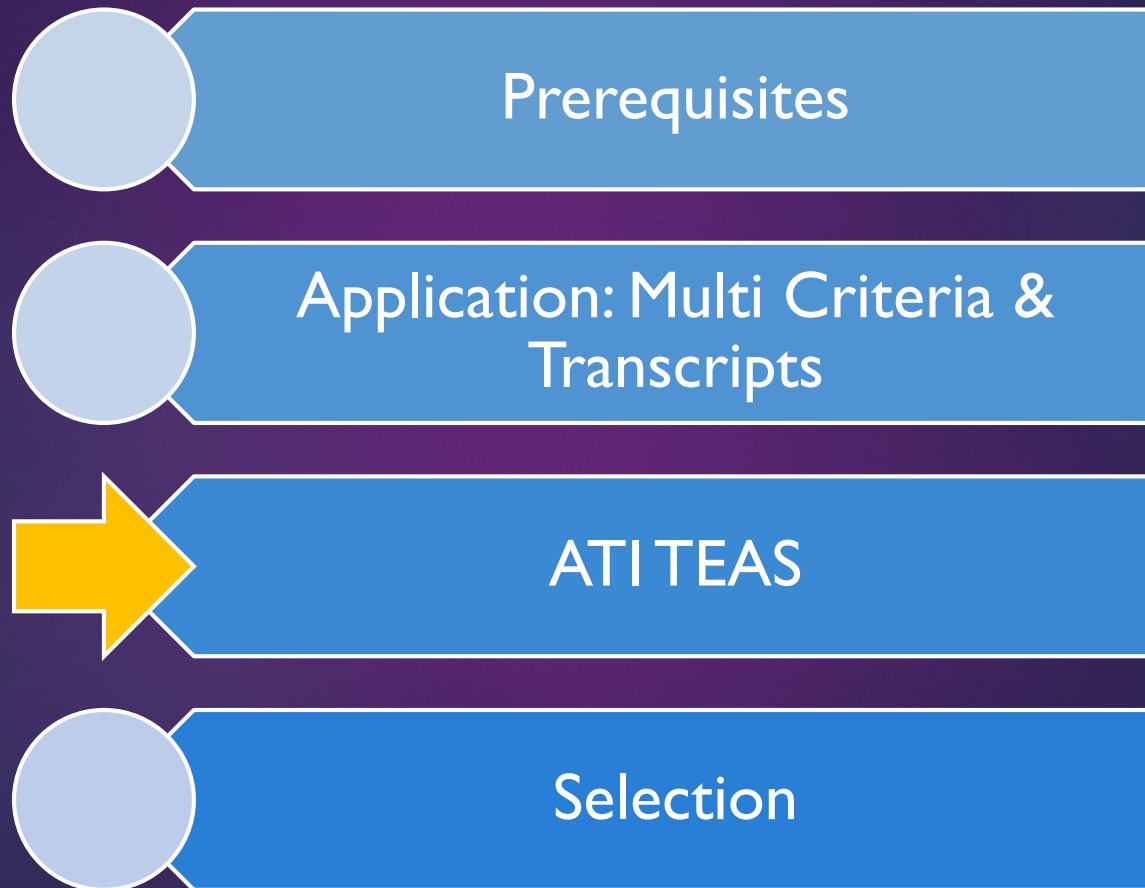 Prerequisites
Application: Multi Criteria &
Transcripts
ATI TEAS
Selection